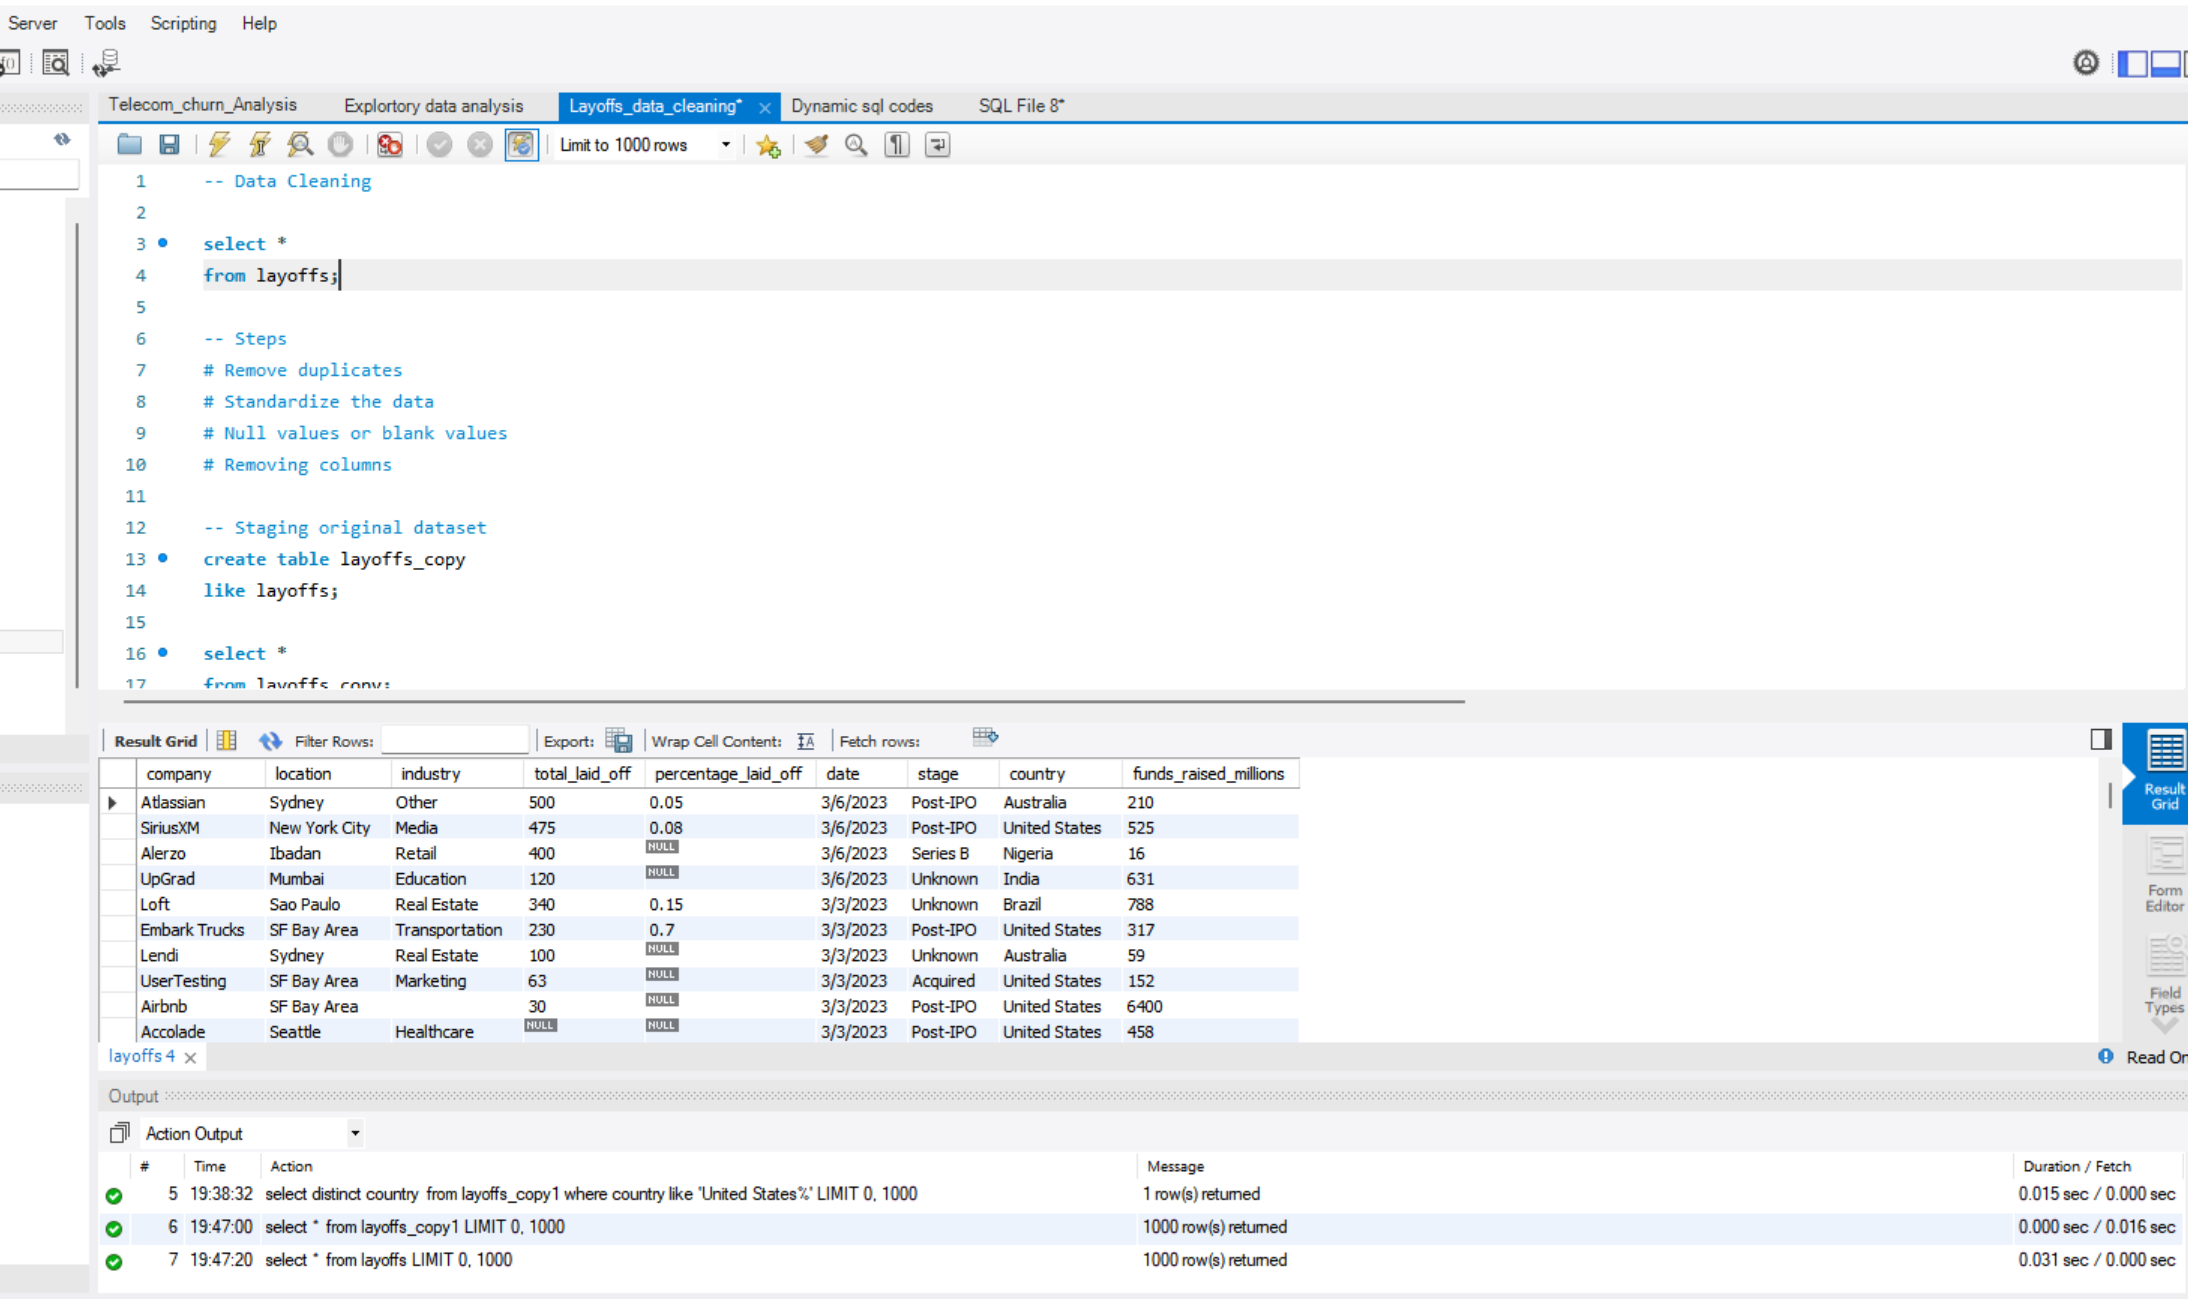 Server Tools Scripting Help
Telecom_churn_Analysis Explortory data analysis Layoffs_data_cleaning* Dynamic sql codes SQL File 8*
Limit to 1000 rows
1 -- Data Cleaning
2
3 select *
4 from layoffs;
5
6 -- Steps
7 # Remove duplicates
8 # Standardize the data
9 # Null values or blank values
10 # Removing columns
11
12 -- Staging original dataset
13 create table layoffs_copy
14 like layoffs;
15
16 select *
17 from layoffs_copy;
Result Grid Filter Rows: Export: Wrap Cell Content: Fetch rows:
company location industry total_laid_off percentage_laid_off date stage country funds_raised_millions
Atlassian Sydney Other 500 0.05 3/6/2023 Post-IPO Australia 210
SiriusXM New York City Media 475 0.08 3/6/2023 Post-IPO United States 525
Alerzo Ibadan Retail 400 NULL 3/6/2023 Series B Nigeria 16
UpGrad Mumbai Education 120 NULL 3/6/2023 Unknown India 631
Loft Sao Paulo Real Estate 340 0.15 3/3/2023 Unknown Brazil 788
Embark Trucks SF Bay Area Transportation 230 0.7 3/3/2023 Post-IPO United States 317
Lendi Sydney Real Estate 100 NULL 3/3/2023 Unknown Australia 59
UserTesting SF Bay Area Marketing 63 NULL 3/3/2023 Acquired United States 152
Airbnb SF Bay Area 30 NULL 3/3/2023 Post-IPO United States 6400
Accolade Seattle Healthcare NULL NULL 3/3/2023 Post-IPO United States 458
Result
Grid
Form
Editor
Field
Types
layoffs 4 Read On
Output
Action Output
# Time Action Message Duration / Fetch
5 19:38:32 select distinct country from layoffs_copy1 where country like 'United States%' LIMIT 0, 1000 1 row(s) returned 0.015 sec / 0.000 sec
6 19:47:00 select * from layoffs_copy1 LIMIT 0, 1000 1000 row(s) returned 0.000 sec / 0.016 sec
7 19:47:20 select * from layoffs LIMIT 0, 1000 1000 row(s) returned 0.031 sec / 0.000 sec